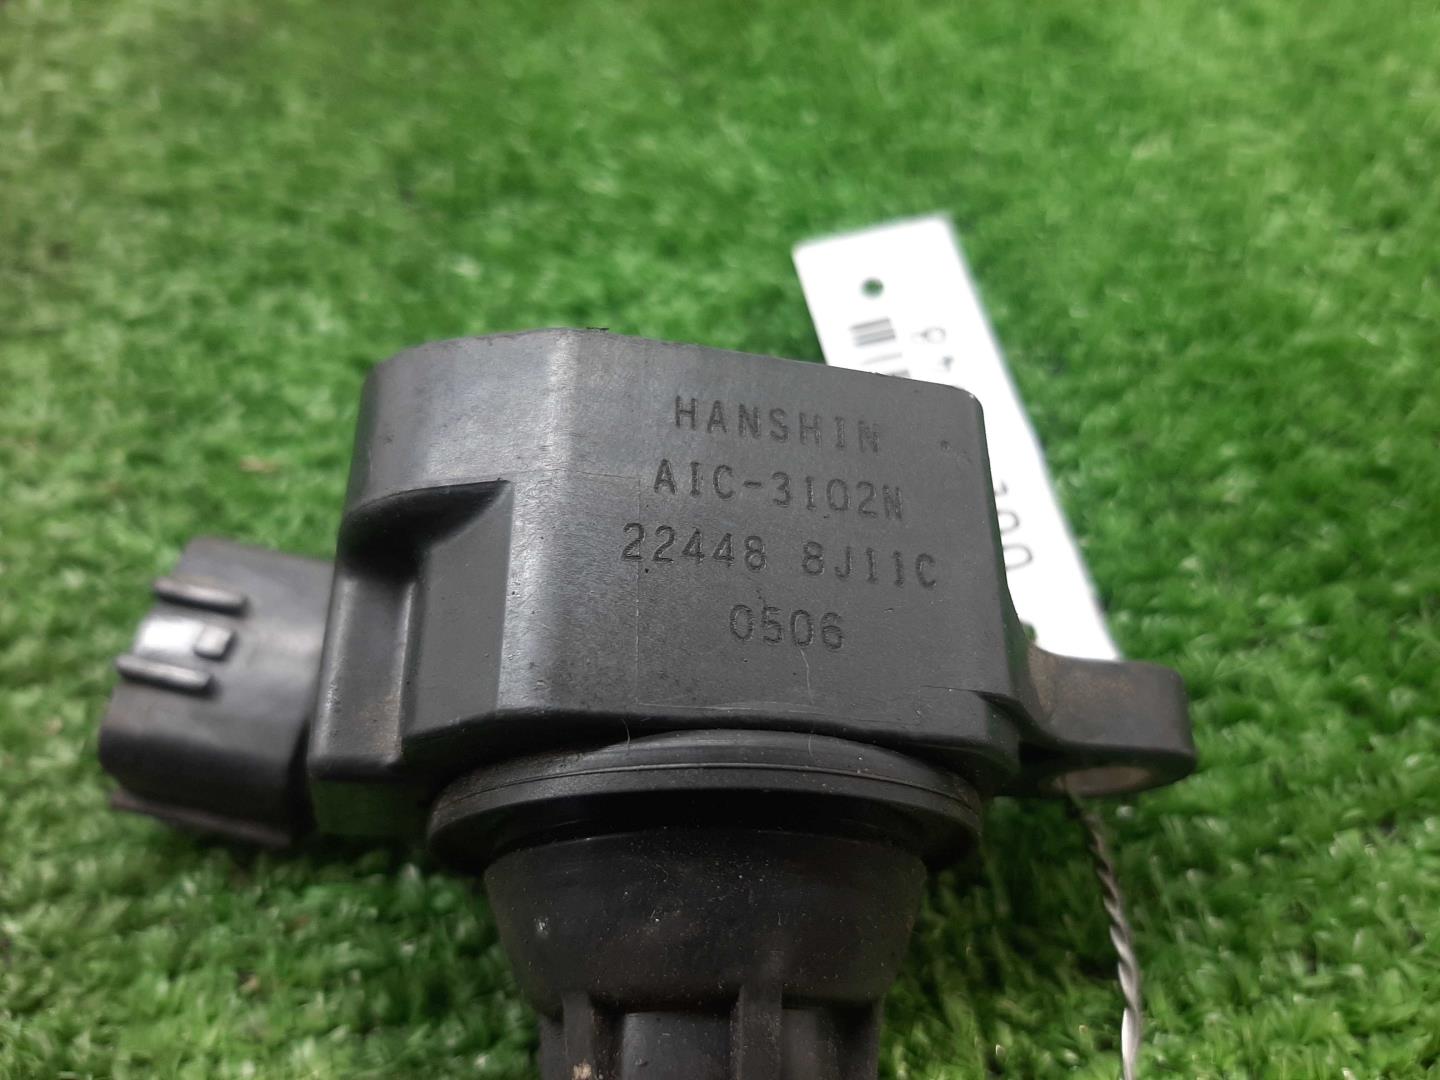 HANSHIN
AIC-3102N
22448 8J11C
0506